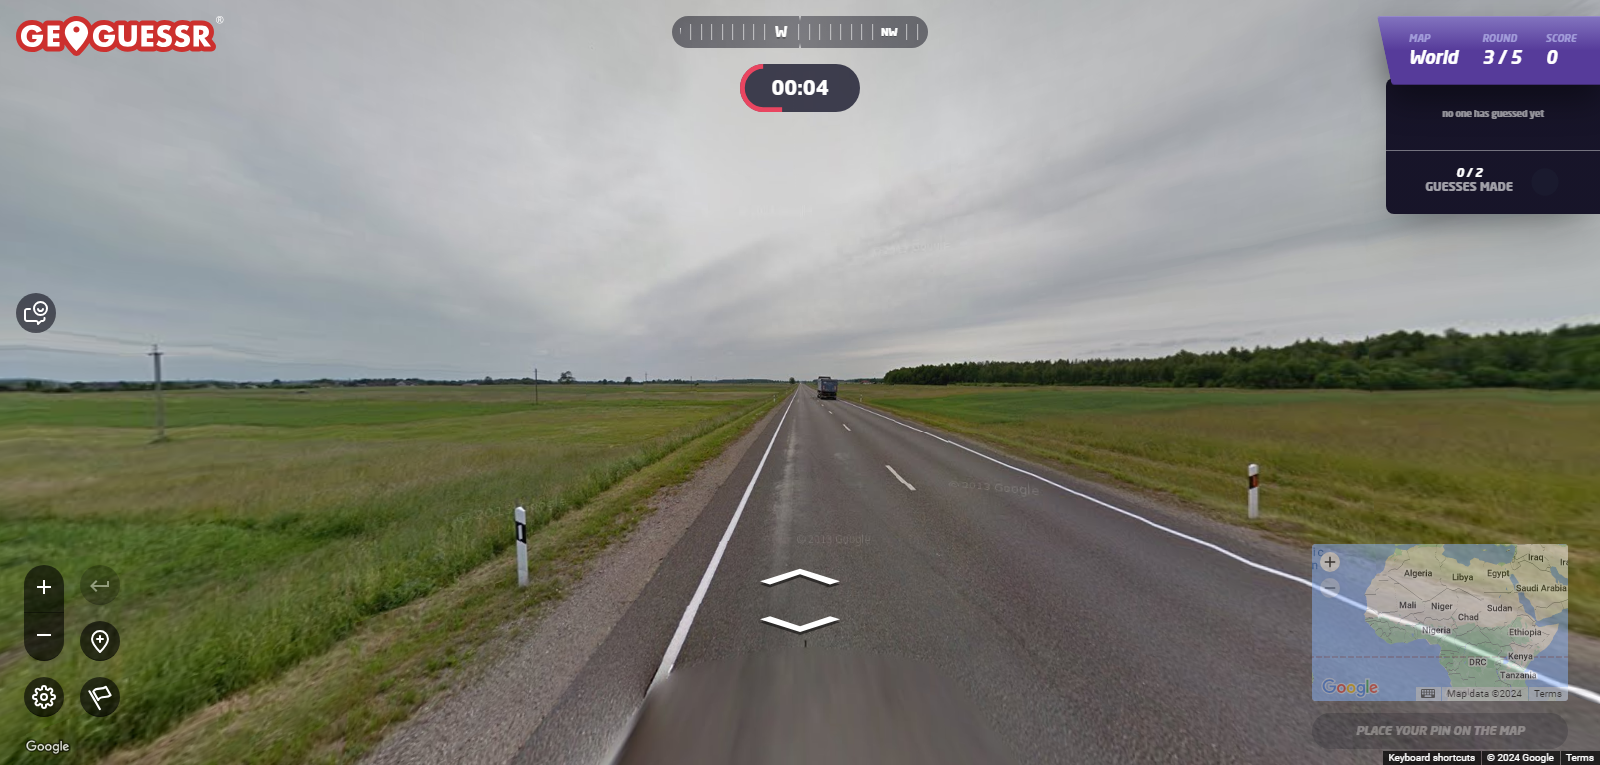 GEOGUESSR®
W NW
00:04
MAP ROUND SCORE
World 3 / 5 0
no one has guessed yet
0 / 2
GUESSES MADE
©2013 Google
© 2013 Google
Iraq
Algeria Libya Egypt
Saudi Arabia
Mali Niger Sudan
Chad
Nigeria Ethiopia
DRC Kenya
Tanzania
Google
Map data ©2024 Terms
PLACE YOUR PIN ON THE MAP
Google
Keyboard shortcuts © 2024 Google Terms